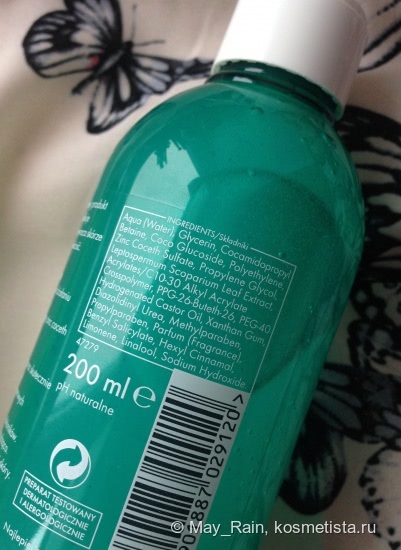 produkt
INGREDIENTS/Składniki
Aqua (Water), Glycerin, Cocamidopropyl
Betaine, Coco Glucoside, Polyethylene,
Zinc Coceth Sulfate, Propylene Glycol,
Leptospermum Scoparium Leaf Extract,
Acrylates/C10-30 Alkyl Acrylate
Crosspolymer, PPG-26-Buteth-26, PEG-40
Hydrogenated Castor Oil, Xanthan Gum,
Diazolidinyl Urea, Methylparaben,
Propylparaben, Parfum (Fragrance),
Benzyl Salicylate, Hexyl Cinnamal,
Limonene, Linalool, Sodium Hydroxide
47279
200 ml e
pH naturalne
887 029120 >
PREPARAT TESTOWANY
DERMATOLOGICZNIE
I ALERGOLOGICZNIE
© May_Rain, kosmetista.ru